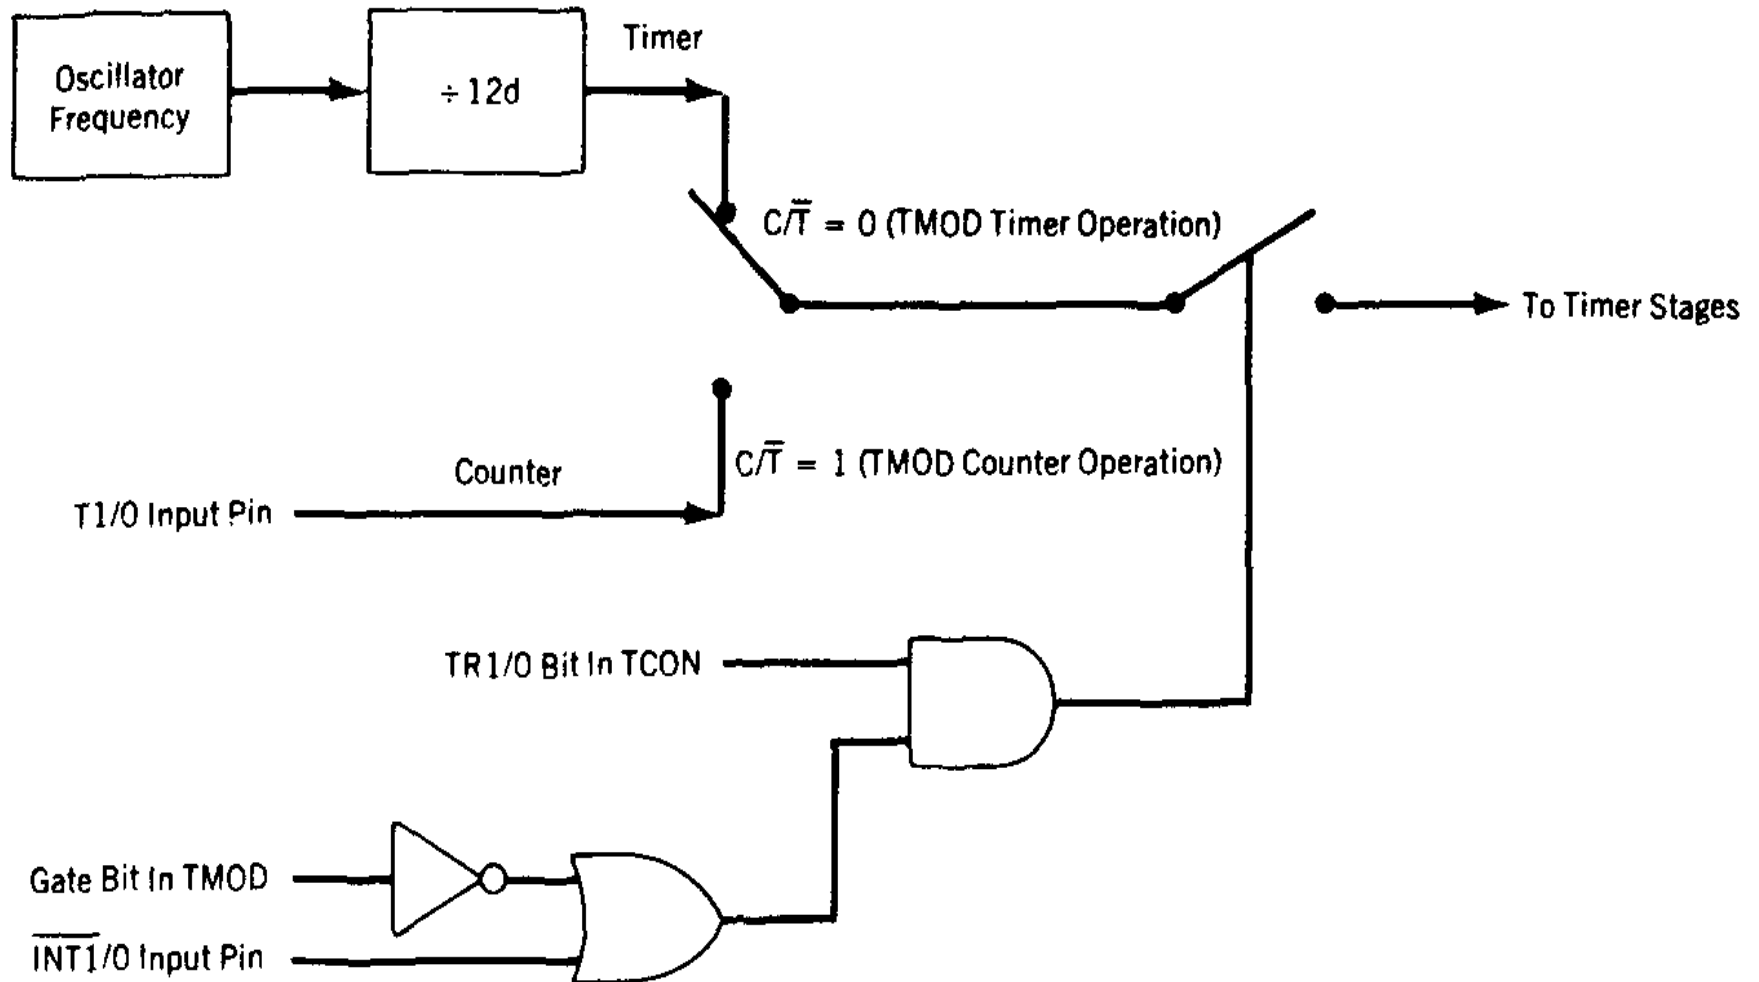 Oscillator
Frequency
÷ 12d
Timer
C/T̅ = 0 (TMOD Timer Operation)
To Timer Stages
Counter
C/T̅ = 1 (TMOD Counter Operation)
T1/0 Input Pin
TR1/0 Bit In TCON
Gate Bit In TMOD
I̅N̅T̅1̅/0 Input Pin